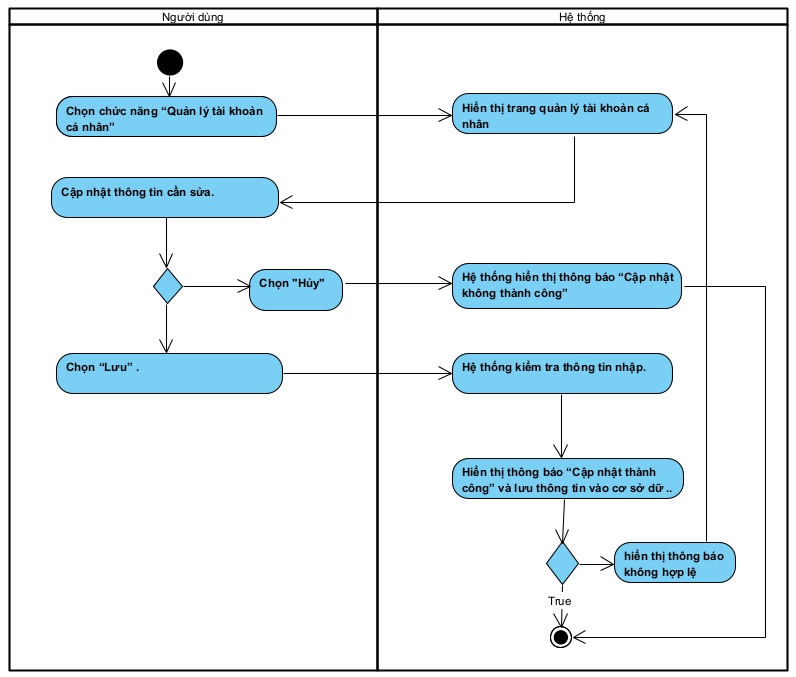 Người dùng
Hệ thống
Chọn chức năng “Quản lý tài khoản
cá nhân”
Hiển thị trang quản lý tài khoản cá
nhân
Cập nhật thông tin cần sửa.
Chọn "Hủy"
Hệ thống hiển thị thông báo “Cập nhật
không thành công”
Chọn “Lưu” .
Hệ thống kiểm tra thông tin nhập.
Hiển thị thông báo “Cập nhật thành
công” và lưu thông tin vào cơ sở dữ ..
hiển thị thông báo
không hợp lệ
True